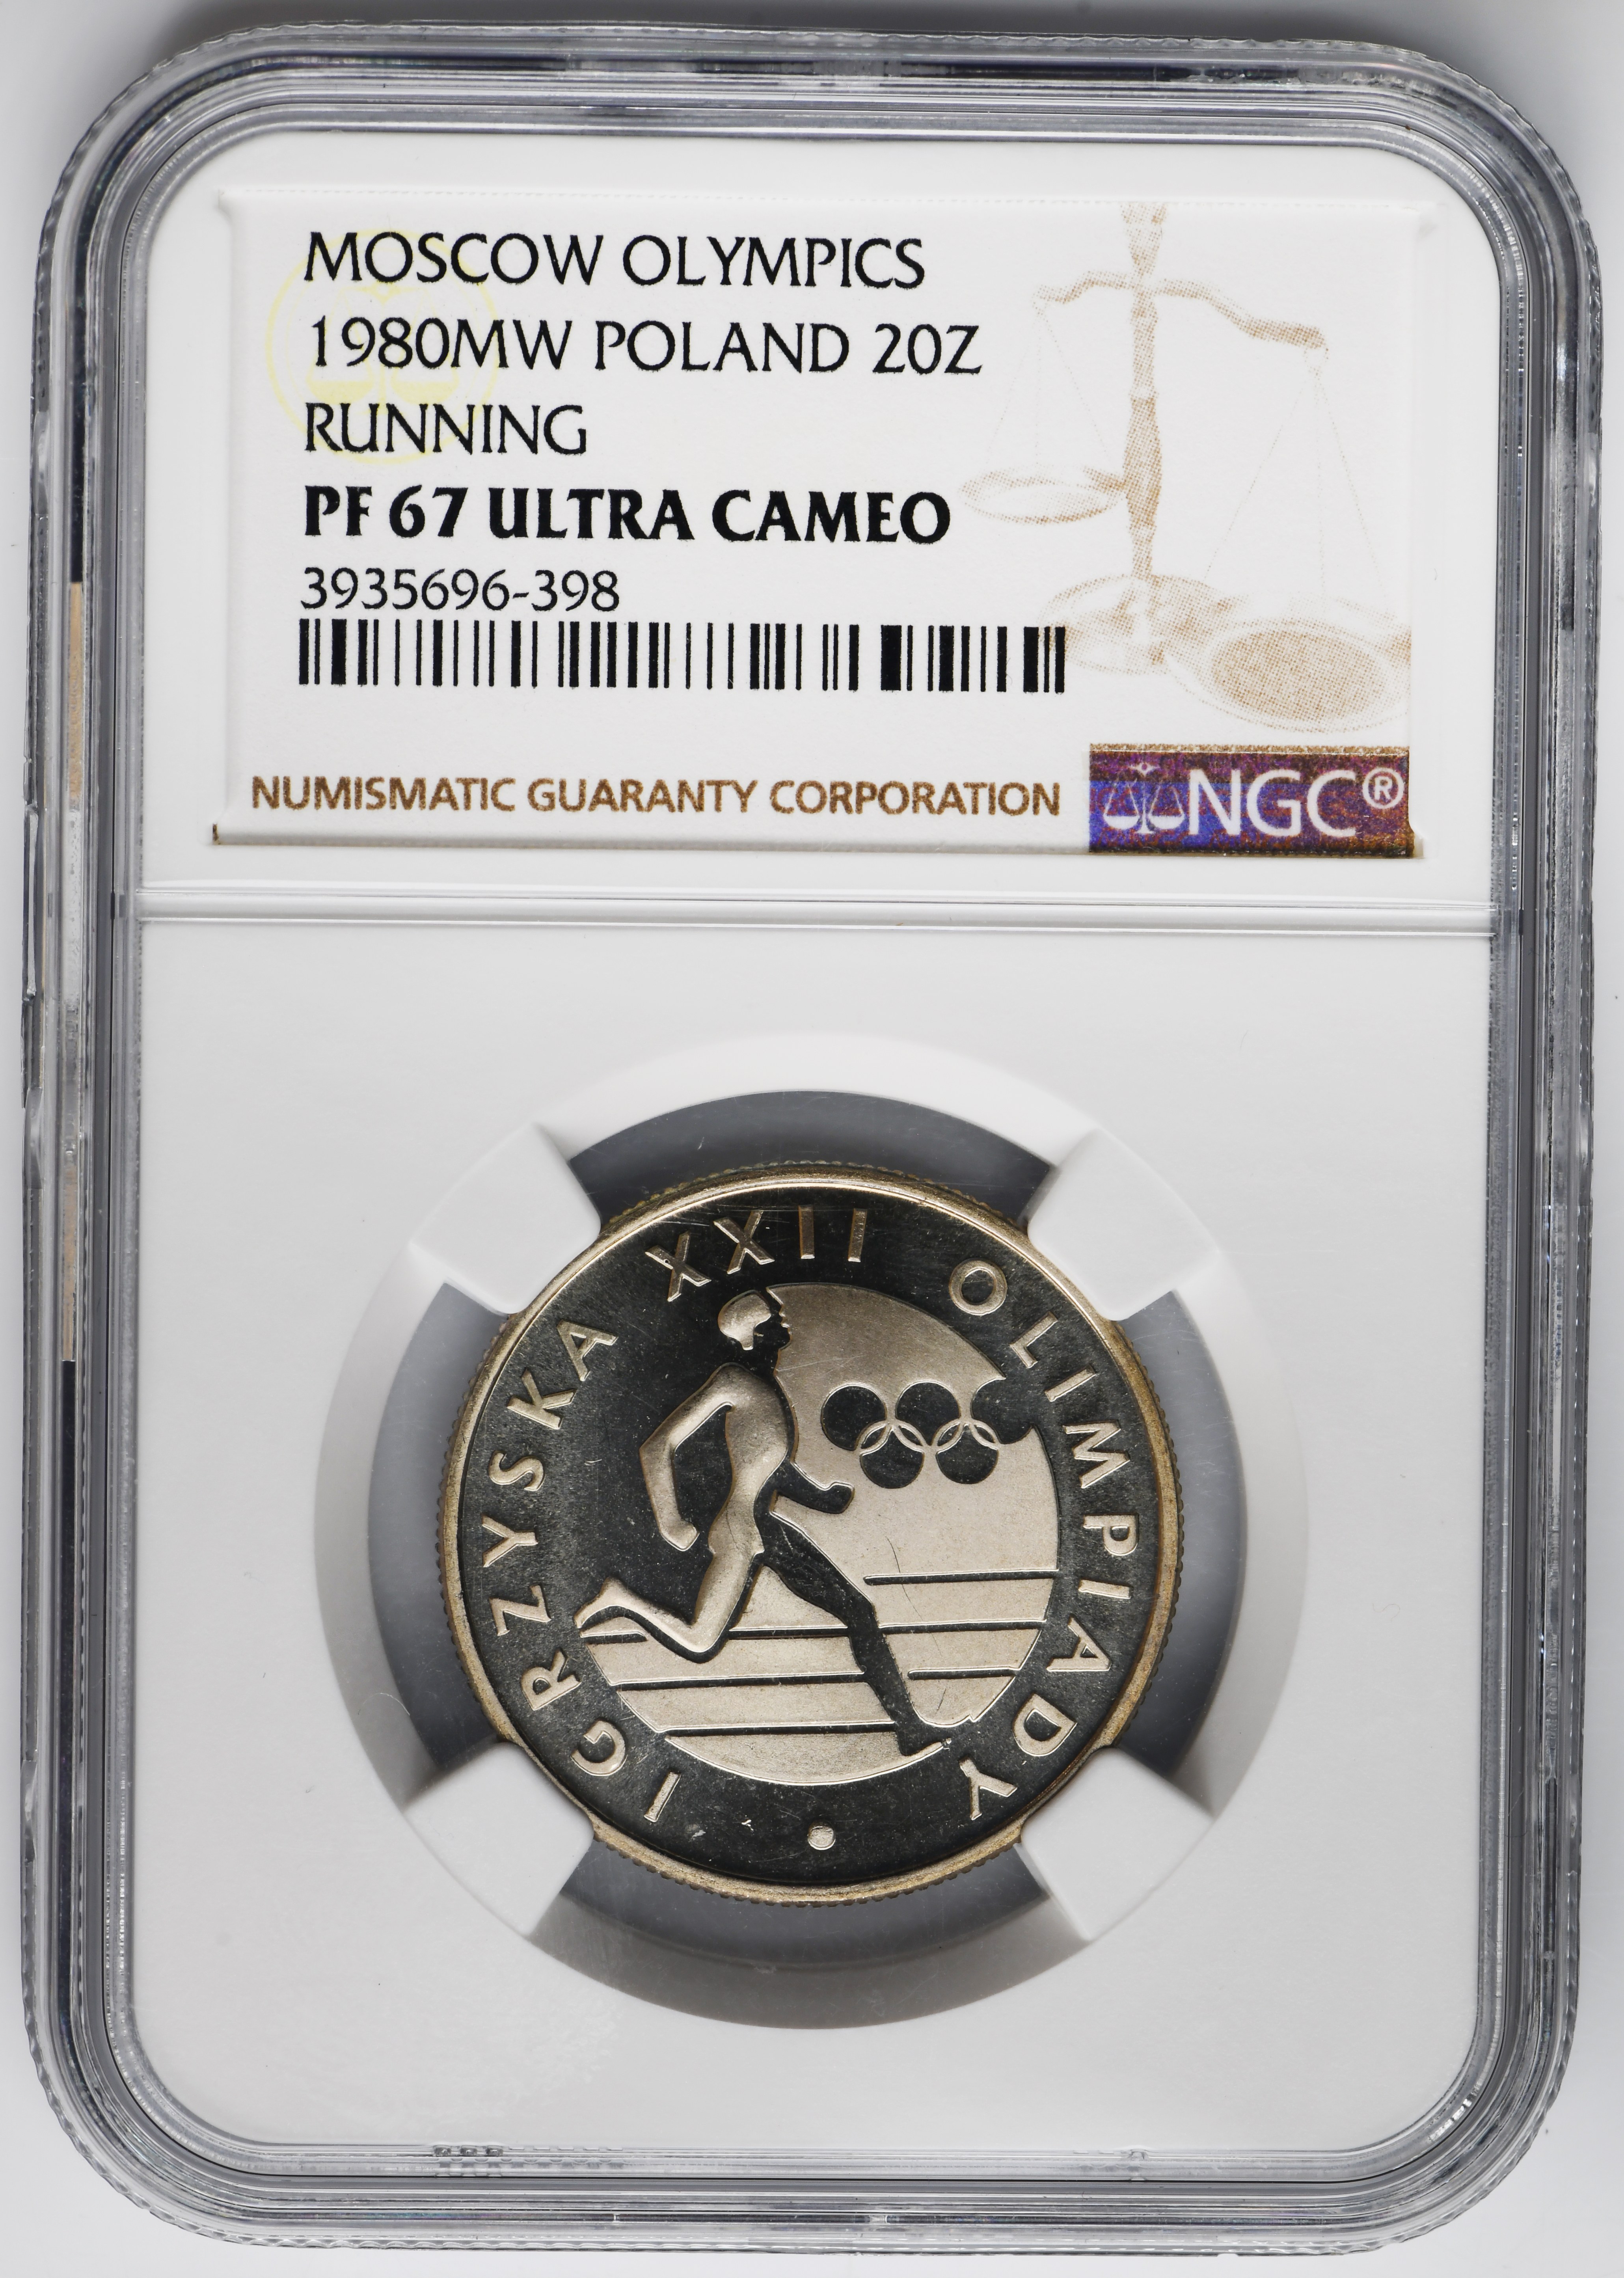 MOSCOW OLYMPICS
1980MW POLAND 20Z
RUNNING
PF 67 ULTRA CAMEO
3935696-398
NUMISMATIC GUARANTY CORPORATION
NGC®
IGRZYSKA XXII OLIMPIADY